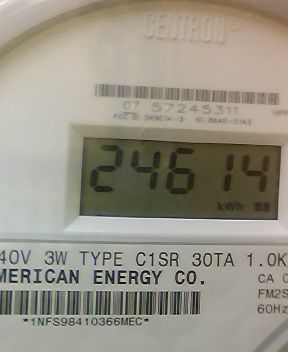 CENTRON®
07 57245311
24614
kWh
40V 3W TYPE C1SR 30TA 1.0K
MERICAN ENERGY CO.
CA 0
FM2S
60Hz
*1NFS98410366MEC*